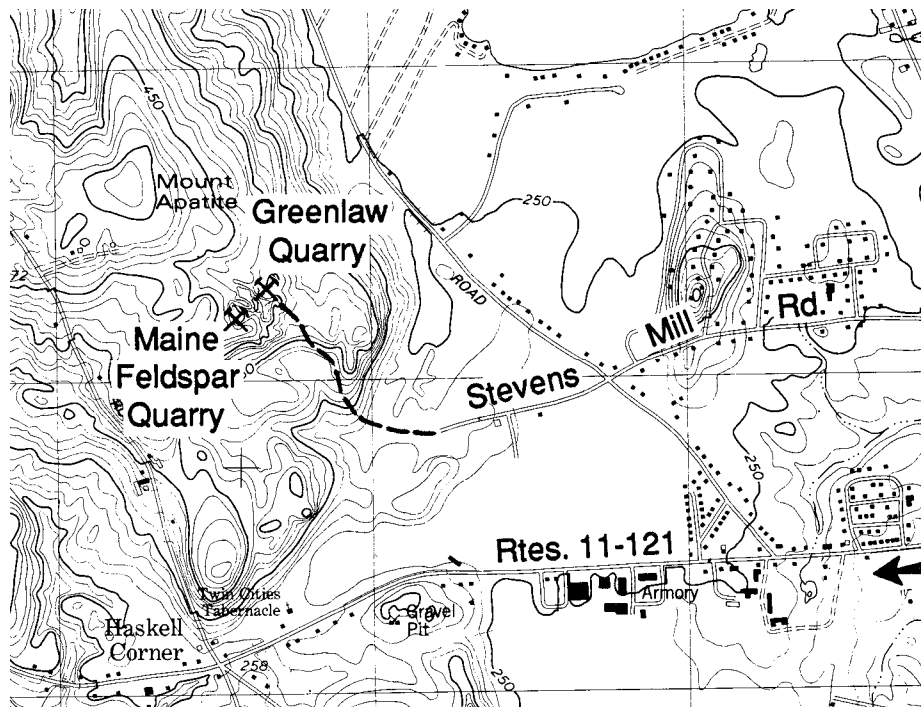 450
Mount
Apatite
Greenlaw
Quarry
250
ROAD
Maine
Feldspar
Quarry
Stevens
Mill
Rd
250
Rtes. 11-121
Twin Cities
Tabernacle
Haskell
Corner
Gravel
Pit
Armory
258
250